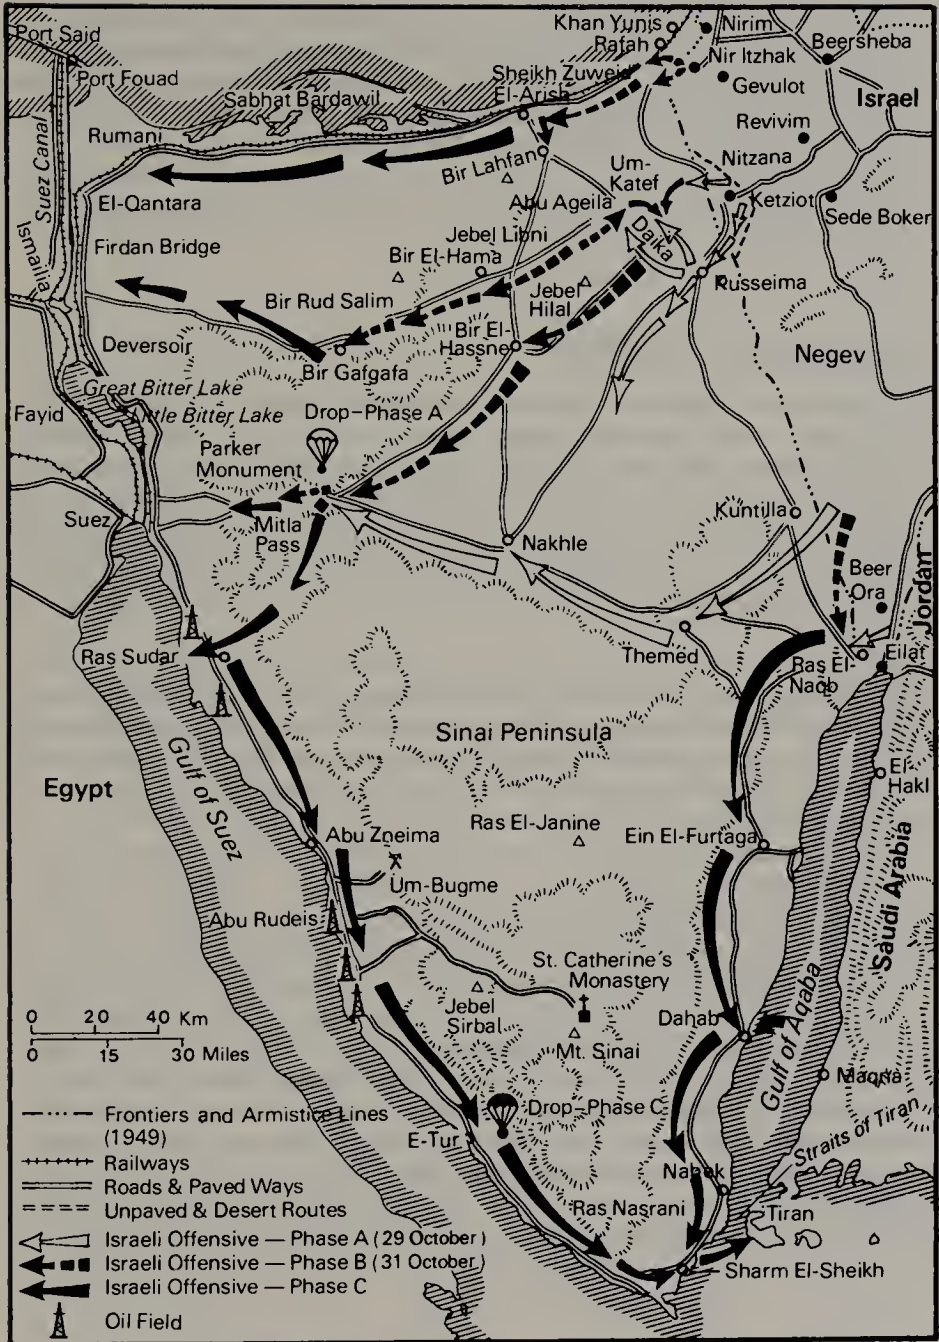 Port Said
Port Fouad
Khan Yunis
Rafah
Nirim
Beersheba
Nir Itzhak
Sheikh Zuweid
El-Arish
Gevulot
Israel
Sabhat Bardawil
Rumani
Revivim
Suez Canal
Bir Lahfan
Um-
Katef
Nitzana
El-Qantara
Abu Ageila
Ketziot
Sede Boker
Ismailia
Firdan Bridge
Jebel Libni
Bir El-Hama
Daika
Kusseima
Bir Rud Salim
Jebel
Hilal
Deversoir
Bir El-
Hassne
Negev
Bir Gafgafa
Great Bitter Lake
Little Bitter Lake
Fayid
Drop-Phase A
Parker
Monument
Suez
Mitla
Pass
Kuntilla
Nakhle
Beer
Ora
Jordan
Ras Sudar
Themed
Ras El-
Naqb
Eilat
Sinai Peninsula
Gulf of Suez
El-
Hakl
Egypt
Abu Zneima
Ras El-Janine
Ein El-Furtaga
Um-Bugme
Saudi Arabia
Abu Rudeis
St. Catherine's
Monastery
Jebel
Sirbal
Dahab
Gulf of Aqaba
Mt. Sinai
0 20 40 Km
0 15 30 Miles
Maqna
Drop-Phase C
E-Tur
Straits of Tiran
Nabek
Ras Nasrani
Tiran
Sharm El-Sheikh
Frontiers and Armistice Lines
(1949)
Railways
Roads & Paved Ways
Unpaved & Desert Routes
Israeli Offensive — Phase A (29 October)
Israeli Offensive — Phase B (31 October)
Israeli Offensive — Phase C
Oil Field